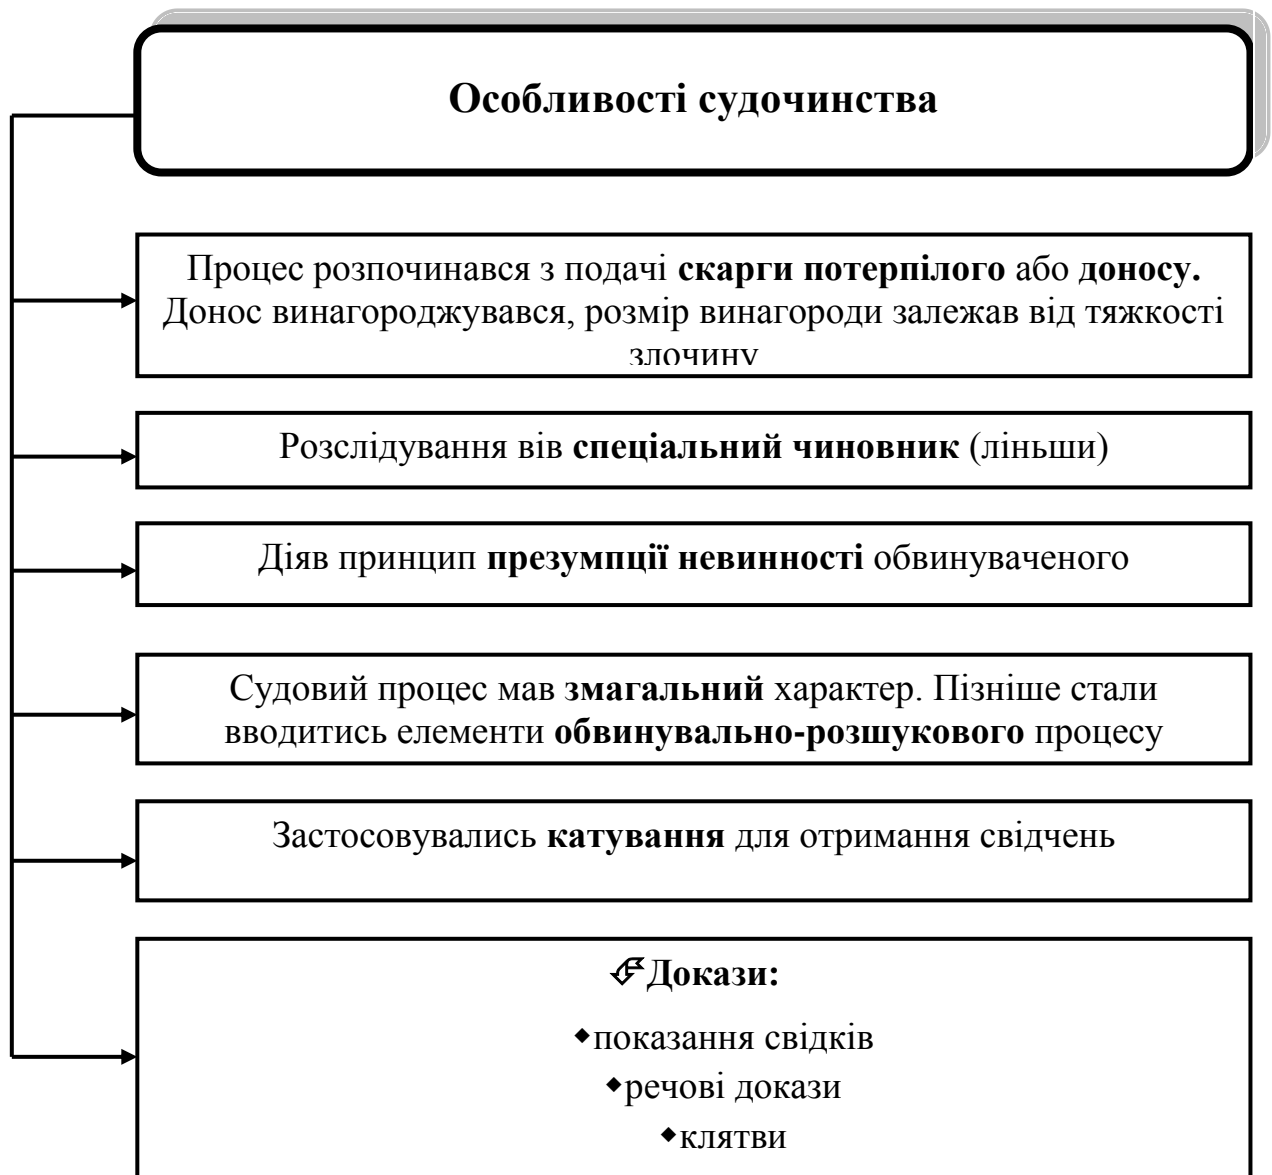 Особливості судочинства
Процес розпочинався з подачі скарги потерпілого або доносу.
Донос винагороджувався, розмір винагороди залежав від тяжкості
злочину
Розслідування вів спеціальний чиновник (ліньши)
Діяв принцип презумпції невинності обвинуваченого
Судовий процес мав змагальний характер. Пізніше стали
вводитись елементи обвинувально-розшукового процесу
Застосовувались катування для отримання свідчень
Докази:
◆показання свідків
◆речові докази
◆клятви